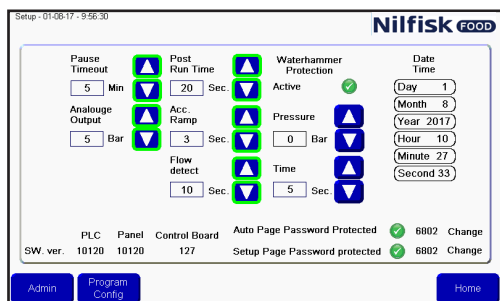 Setup - 01-08-17 - 9:56:30
Nilfisk FOOD
Pause Timeout
5 Min
Post Run Time
20 Sec.
Waterhammer Protection
Active
Date Time
Day 1
Month 8
Year 2017
Hour 10
Minute 27
Second 33
Analouge Output
5 Bar
Acc. Ramp
3 Sec.
Pressure
0 Bar
Flow detect
10 Sec.
Time
5 Sec.
PLC Panel Control Board
SW. ver. 10120 10120 127
Auto Page Password Protected 6802 Change
Setup Page Password protected 6802 Change
Admin
Program Config
Home